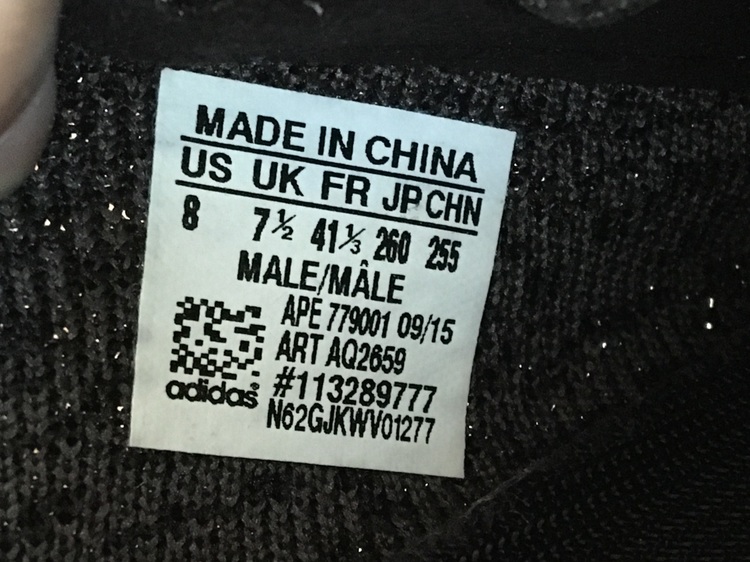 MADE IN CHINA
US UK FR JP CHN
8 7½ 41⅓ 260 255
MALE/MÂLE
APE 779001 09/15
ART AQ2659
#113289777
adidas®
N62GJKWV01277